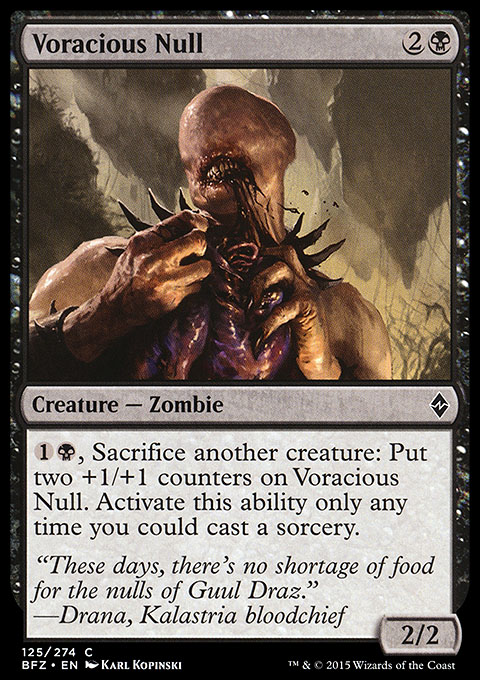 Voracious Null 2
Creature — Zombie
1, Sacrifice another creature: Put
two +1/+1 counters on Voracious
Null. Activate this ability only any
time you could cast a sorcery.
“These days, there’s no shortage of food
for the nulls of Guul Draz.”
—Drana, Kalastria bloodchief
2/2
125/274 C
BFZ • EN Karl Kopinski
™ & © 2015 Wizards of the Coast